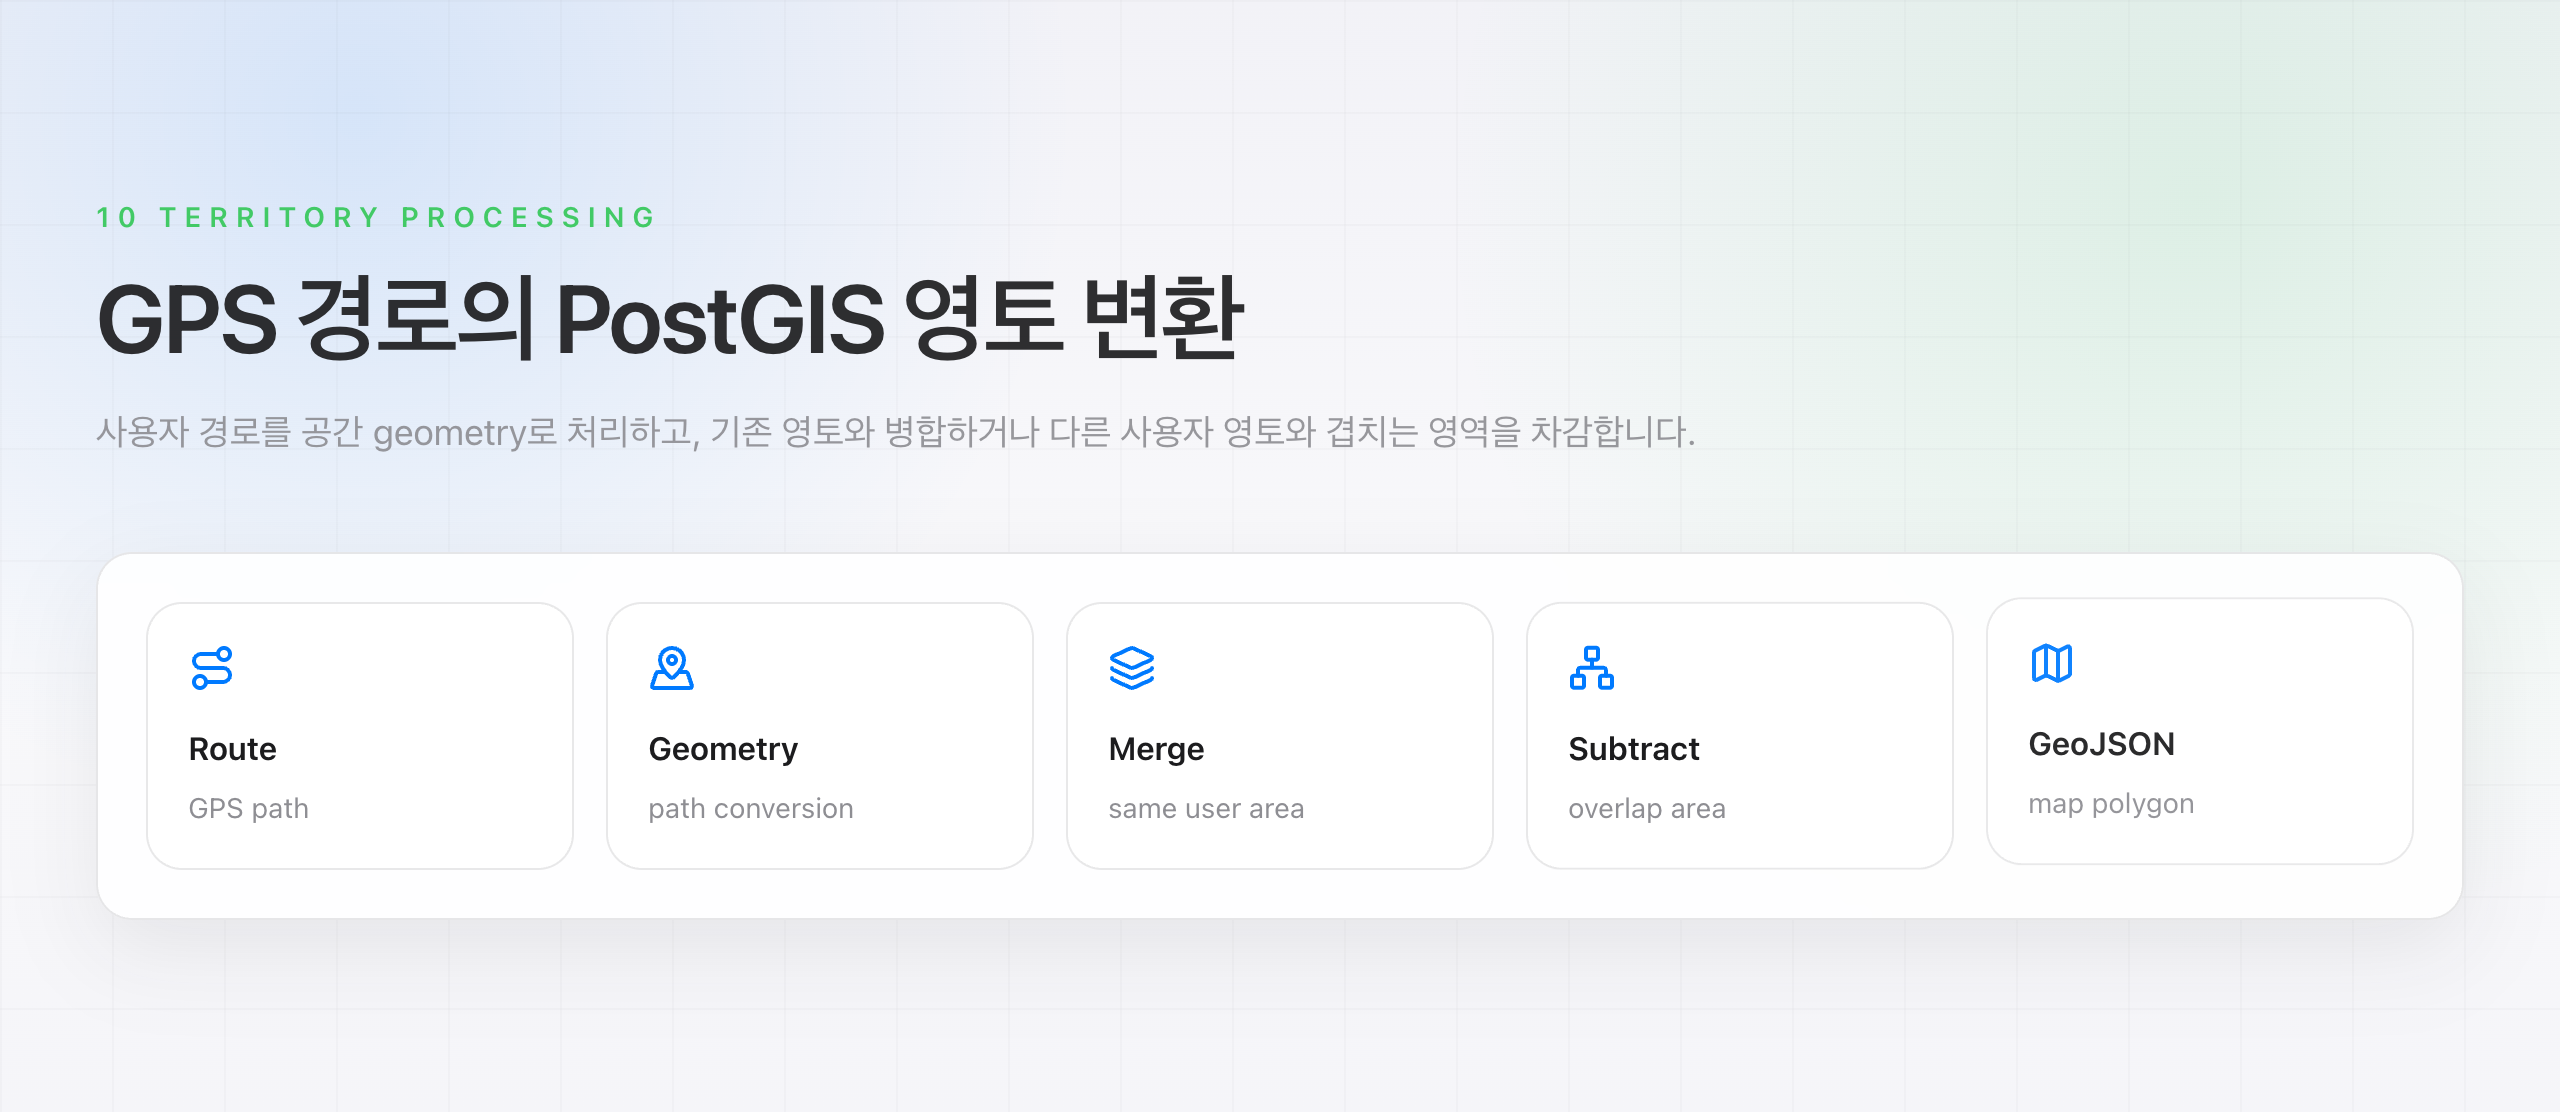 10 TERRITORY PROCESSING
GPS 경로의 PostGIS 영토 변환
사용자 경로를 공간 geometry로 처리하고, 기존 영토와 병합하거나 다른 사용자 영토와 겹치는 영역을 차감합니다.
Route
GPS path
Geometry
path conversion
Merge
same user area
Subtract
overlap area
GeoJSON
map polygon